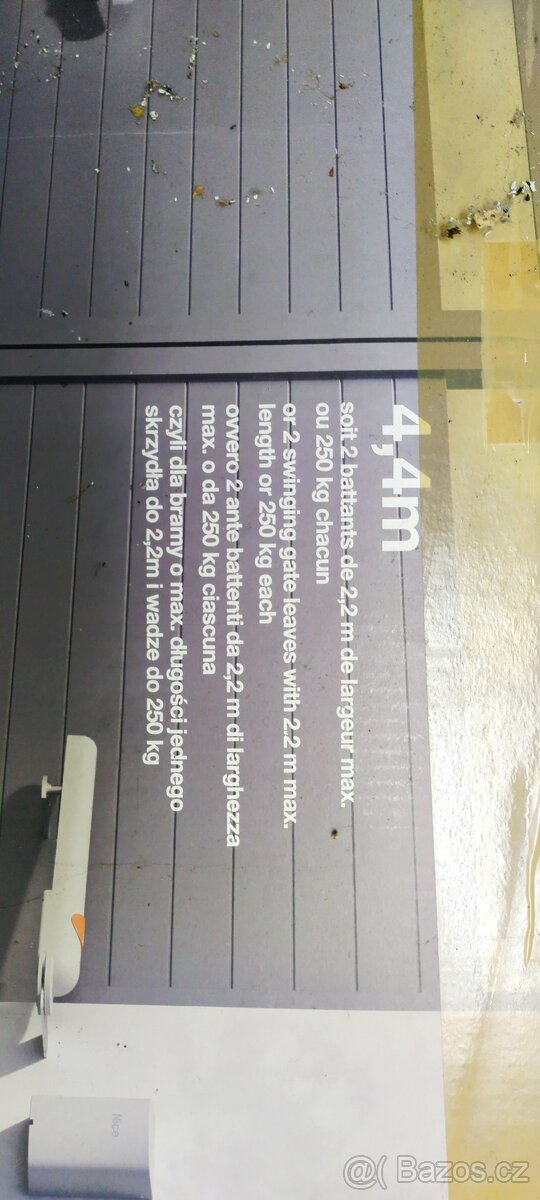 4,4m
soit 2 battants de 2,2 m de largeur max.
ou 250 kg chacun
or 2 swinging gate leaves with 2.2 m max.
length or 250 kg each
ovvero 2 ante battenti da 2,2 m di larghezza
max. o da 250 kg ciascuna
czyli dla bramy o max. długości jednego
skrzydła do 2,2m i wadze do 250 kg
Nice
@( Bazos.cz